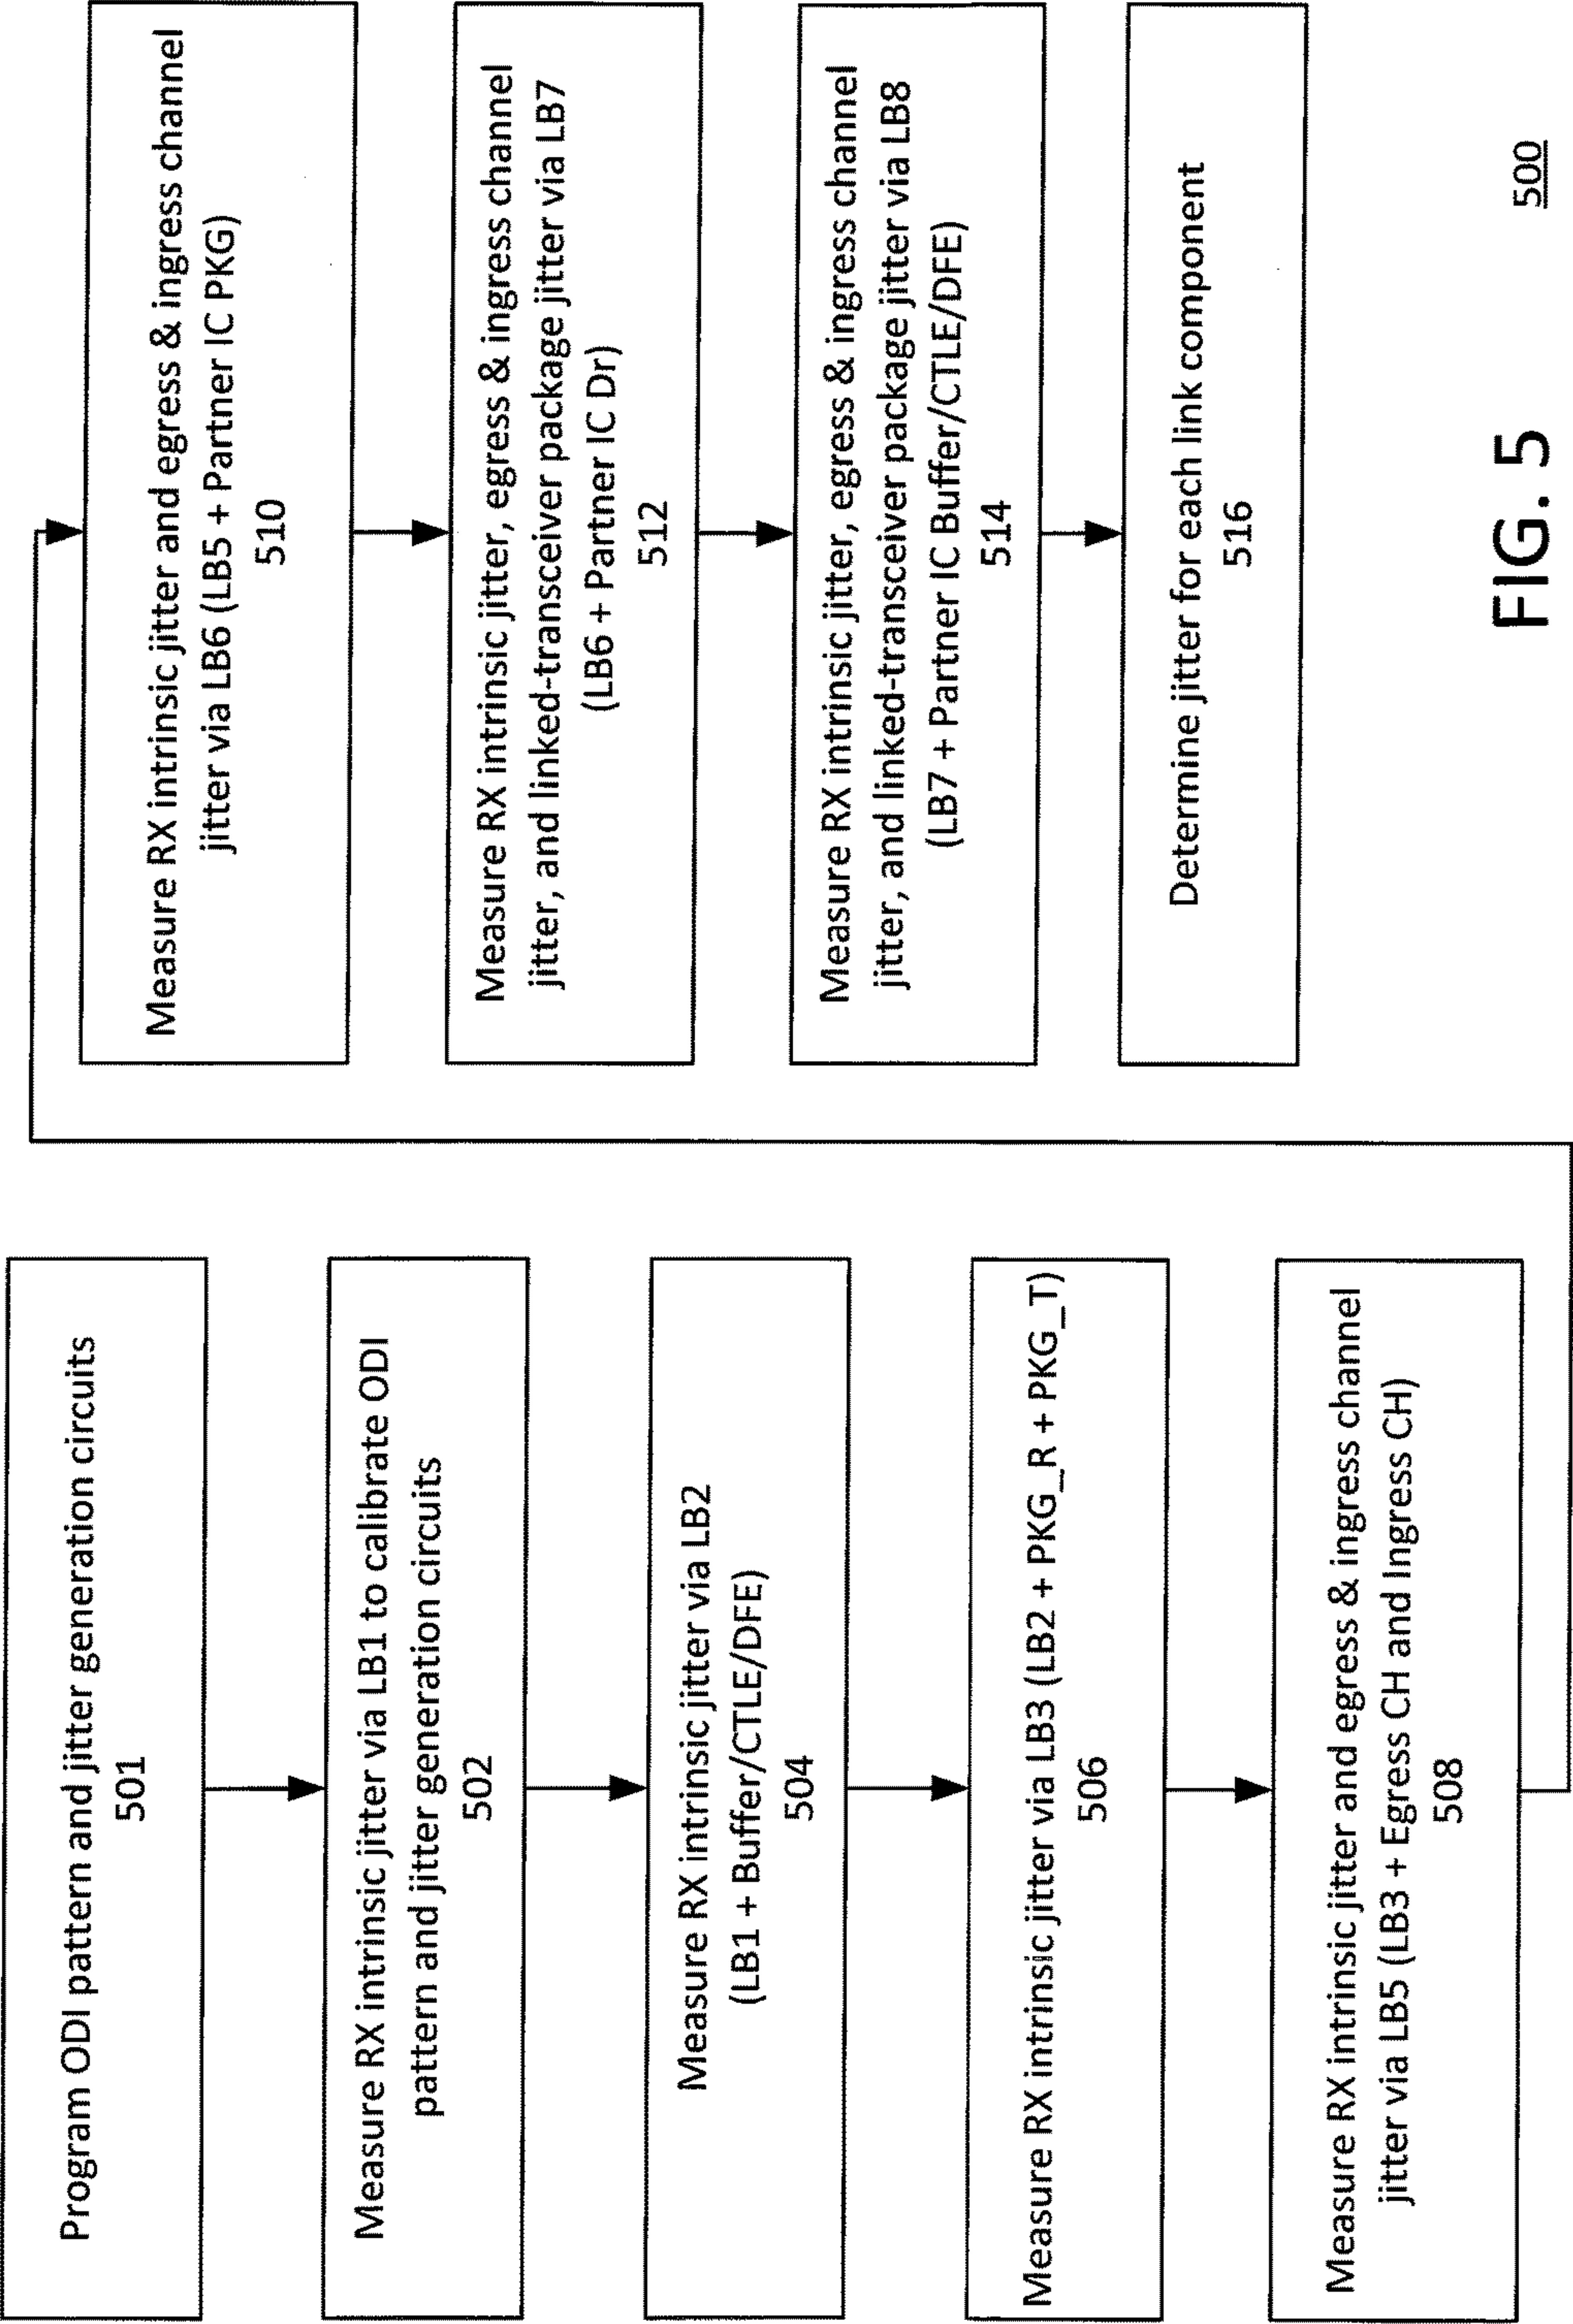 Program ODI pattern and jitter generation circuits
501
Measure RX intrinsic jitter via LB1 to calibrate ODI
pattern and jitter generation circuits
502
Measure RX intrinsic jitter via LB2
(LB1 + Buffer/CTLE/DFE)
504
Measure RX intrinsic jitter via LB3 (LB2 + PKG_R + PKG_T)
506
Measure RX intrinsic jitter and egress & ingress channel
jitter via LB5 (LB3 + Egress CH and Ingress CH)
508
Measure RX intrinsic jitter and egress & ingress channel
jitter via LB6 (LB5 + Partner IC PKG)
510
Measure RX intrinsic jitter, egress & ingress channel
jitter, and linked-transceiver package jitter via LB7
(LB6 + Partner IC Dr)
512
Measure RX intrinsic jitter, egress & ingress channel
jitter, and linked-transceiver package jitter via LB8
(LB7 + Partner IC Buffer/CTLE/DFE)
514
Determine jitter for each link component
516
500
FIG. 5